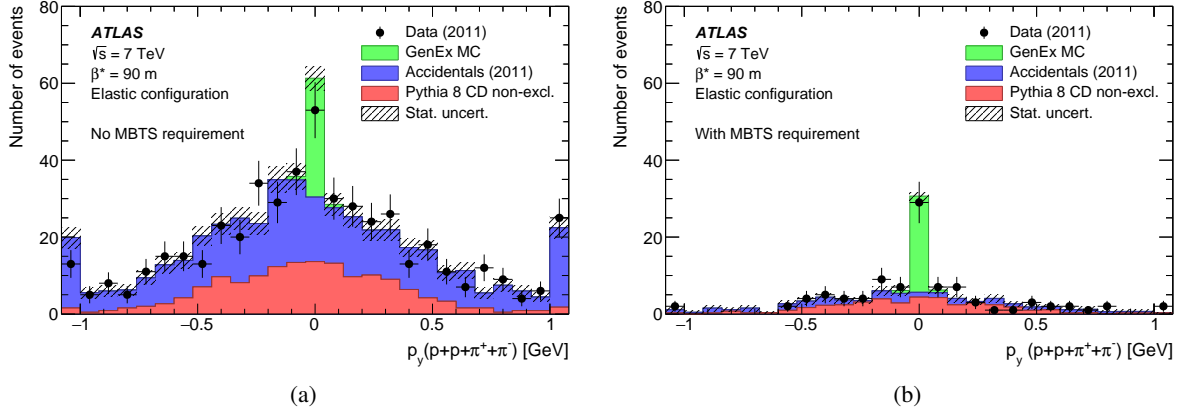 Number of events
80
60
40
20
0
ATLAS
√s = 7 TeV
β* = 90 m
Elastic configuration
No MBTS requirement
Data (2011)
GenEx MC
Accidentals (2011)
Pythia 8 CD non-excl.
Stat. uncert.
−1 −0.5 0 0.5 1
p_y(p+p+π⁺+π⁻) [GeV]
(a)
Number of events
80
60
40
20
0
ATLAS
√s = 7 TeV
β* = 90 m
Elastic configuration
With MBTS requirement
Data (2011)
GenEx MC
Accidentals (2011)
Pythia 8 CD non-excl.
Stat. uncert.
−1 −0.5 0 0.5 1
p_y(p+p+π⁺+π⁻) [GeV]
(b)